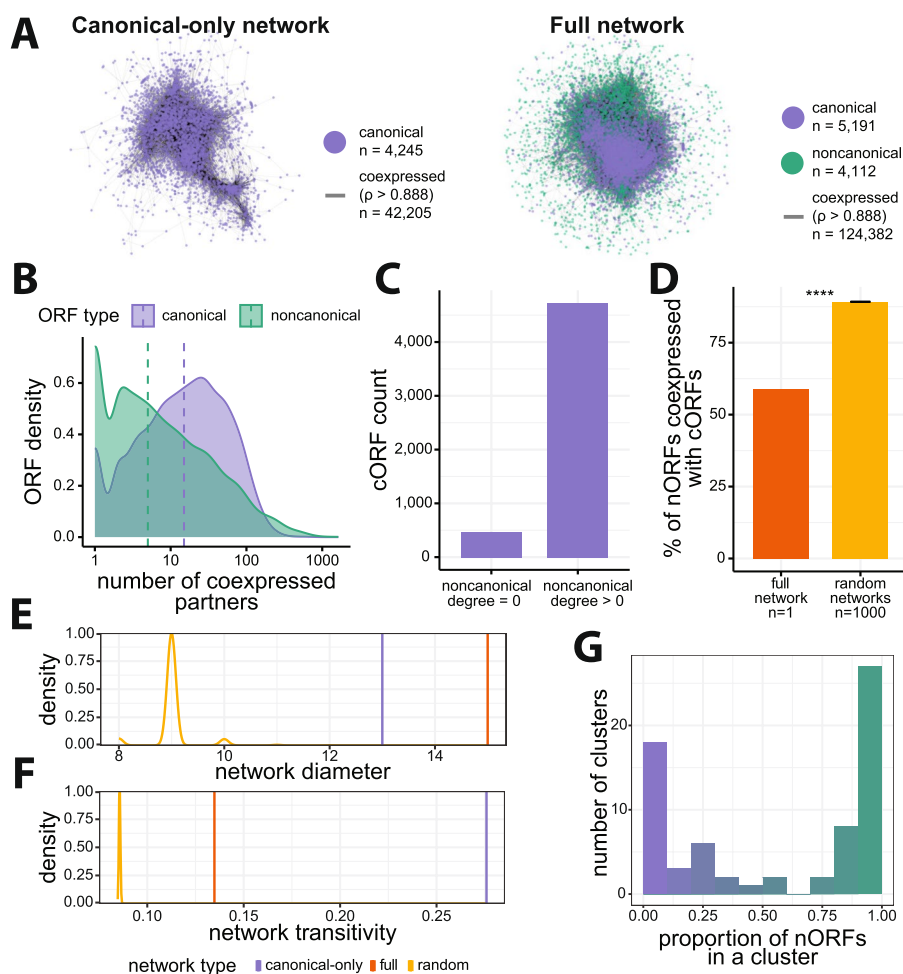 A
Canonical-only network
Full network
canonical
n = 4,245
coexpressed
(ρ > 0.888)
n = 42,205
canonical
n = 5,191
noncanonical
n = 4,112
coexpressed
(ρ > 0.888)
n = 124,382
B
ORF type
canonical
noncanonical
ORF density
0.6
0.4
0.2
0.0
1
10
100
1000
number of coexpressed
partners
C
cORF count
4,000
3,000
2,000
1,000
0
noncanonical
degree = 0
noncanonical
degree > 0
D
% of nORFs coexpressed
with cORFs
****
75
50
25
0
full
network
n=1
random
networks
n=1000
E
density
1.00
0.75
0.50
0.25
0.00
8
10
12
14
network diameter
F
density
1.00
0.75
0.50
0.25
0.00
0.10
0.15
0.20
0.25
network transitivity
network type
canonical-only
full
random
G
number of clusters
20
10
0
0.00
0.25
0.50
0.75
1.00
proportion of nORFs
in a cluster